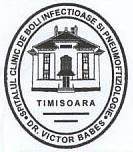 SPITALUL CLINIC DE BOLI INFECTIOASE SI PNEUMOFTIZIOLOGIE
TIMISOARA
DR. VICTOR BABES